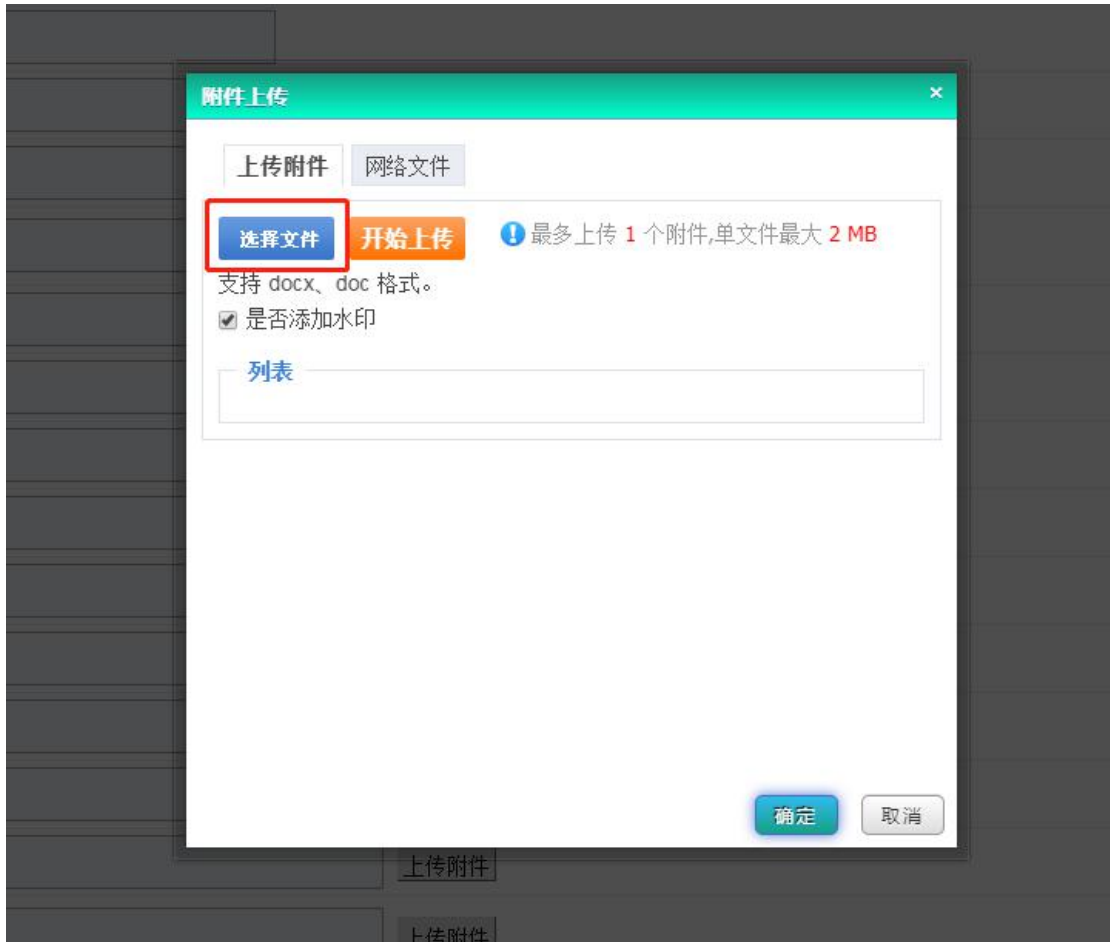 附件上传 ×
上传附件 网络文件
选择文件 开始上传 最多上传 1 个附件,单文件最大 2 MB
支持 docx、doc 格式。
是否添加水印
列表
确定 取消
上传附件
上传附件